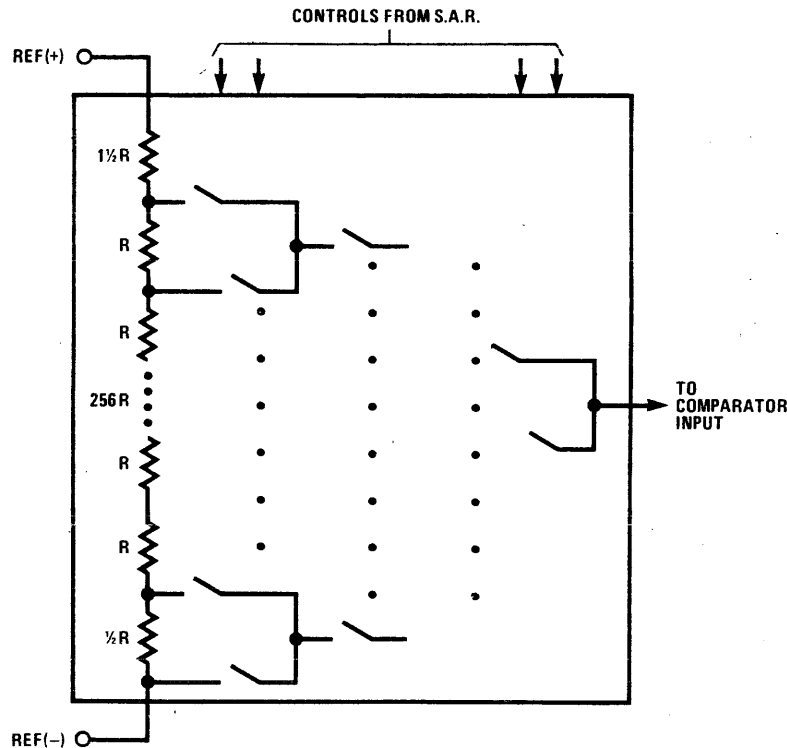 CONTROLS FROM S.A.R.
REF(+)
1½R
R
R
256R
R
R
½R
TO
COMPARATOR
INPUT
REF(−)